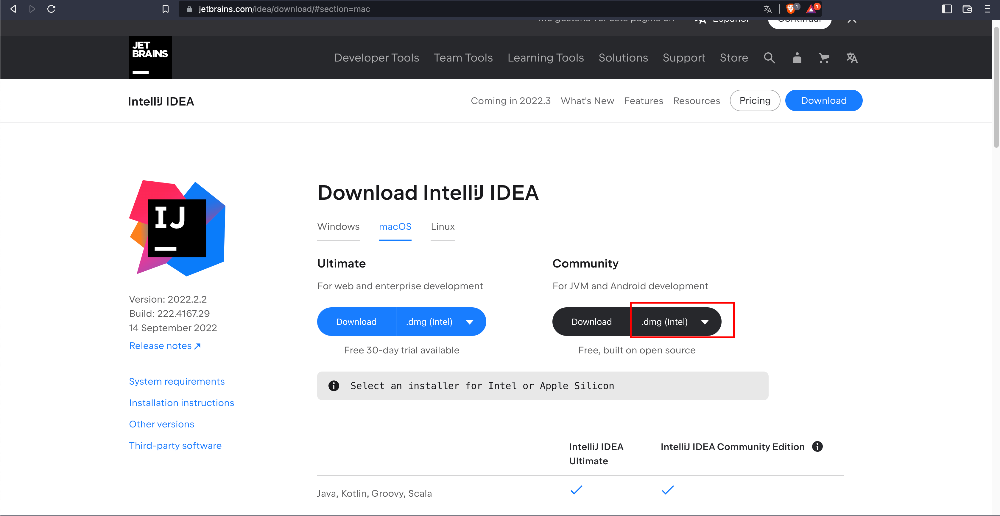 jetbrains.com/idea/download/#section=mac
1
1
Español
Continuar
JET
BRAINS
Developer Tools
Team Tools
Learning Tools
Solutions
Support
Store
IntelliJ IDEA
Coming in 2022.3
What's New
Features
Resources
Pricing
Download
IJ
Version: 2022.2.2
Build: 222.4167.29
14 September 2022
Release notes ↗
System requirements
Installation instructions
Other versions
Third-party software
Download IntelliJ IDEA
Windows
macOS
Linux
Ultimate
For web and enterprise development
Download
.dmg (Intel)
Free 30-day trial available
Community
For JVM and Android development
Download
.dmg (Intel)
Free, built on open source
Select an installer for Intel or Apple Silicon
IntelliJ IDEA
Ultimate
IntelliJ IDEA Community Edition
Java, Kotlin, Groovy, Scala